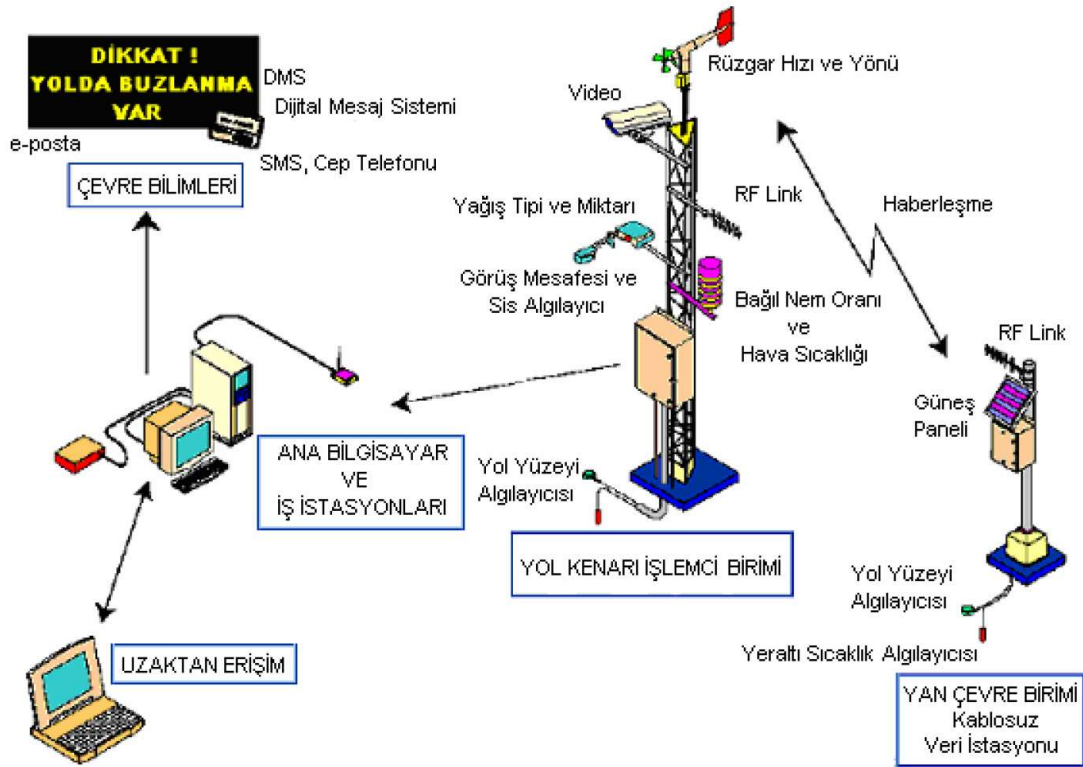 DİKKAT !
YOLDA BUZLANMA
VAR
DMS
Dijital Mesaj Sistemi
e-posta
SMS, Cep Telefonu
ÇEVRE BİLİMLERİ
Rüzgar Hızı ve Yönü
Video
RF Link
Haberleşme
Yağış Tipi ve Miktarı
Görüş Mesafesi ve
Sis Algılayıcı
Bağıl Nem Oranı
ve
Hava Sıcaklığı
RF Link
Güneş
Paneli
ANA BİLGİSAYAR
VE
İŞ İSTASYONLARI
Yol Yüzeyi
Algılayıcısı
YOL KENARI İŞLEMCİ BİRİMİ
Yol Yüzeyi
Algılayıcısı
Yeraltı Sıcaklık Algılayıcısı
UZAKTAN ERİŞİM
YAN ÇEVRE BİRİMİ
Kablosuz
Veri İstasyonu